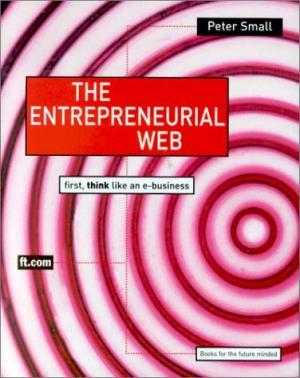 Peter Small
THE
ENTREPRENEURIAL
WEB
first, think like an e-business
ft.com
Books for the future minded